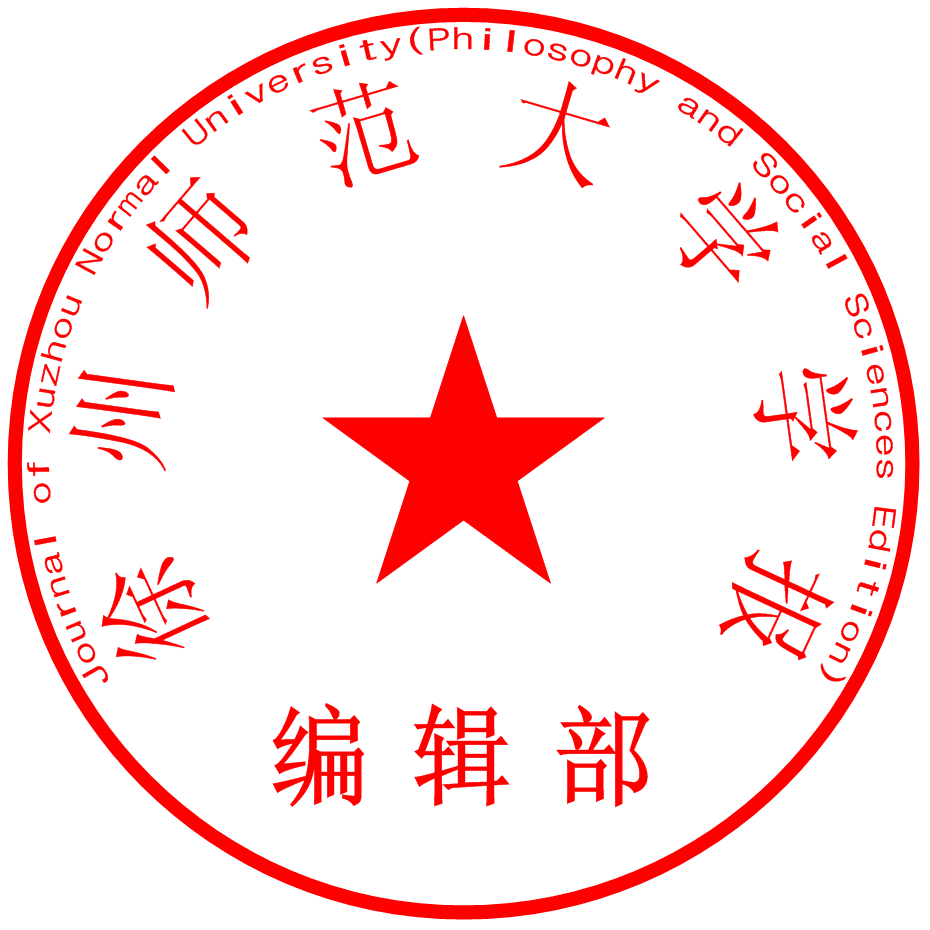 Journal of Xuzhou Normal University(Philosophy and Social Sciences Edition)
徐州师范大学学报
编辑部